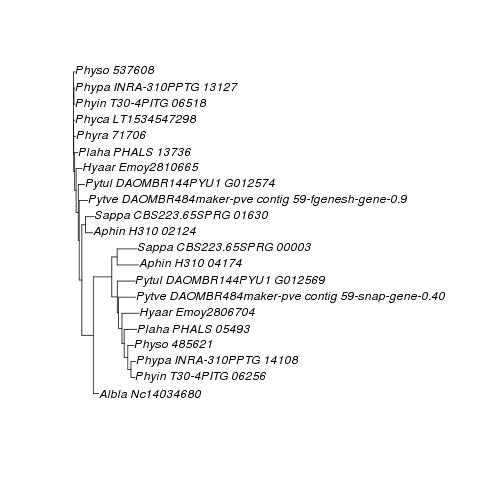 Physo 537608
Phypa INRA-310PPTG 13127
Phyin T30-4PITG 06518
Phyca LT1534547298
Phyra 71706
Plaha PHALS 13736
Hyaar Emoy2810665
Pytul DAOMBR144PYU1 G012574
Pytve DAOMBR484maker-pve contig 59-fgenesh-gene-0.9
Sappa CBS223.65SPRG 01630
Aphin H310 02124
Sappa CBS223.65SPRG 00003
Aphin H310 04174
Pytul DAOMBR144PYU1 G012569
Pytve DAOMBR484maker-pve contig 59-snap-gene-0.40
Hyaar Emoy2806704
Plaha PHALS 05493
Physo 485621
Phypa INRA-310PPTG 14108
Phyin T30-4PITG 06256
Albla Nc14034680